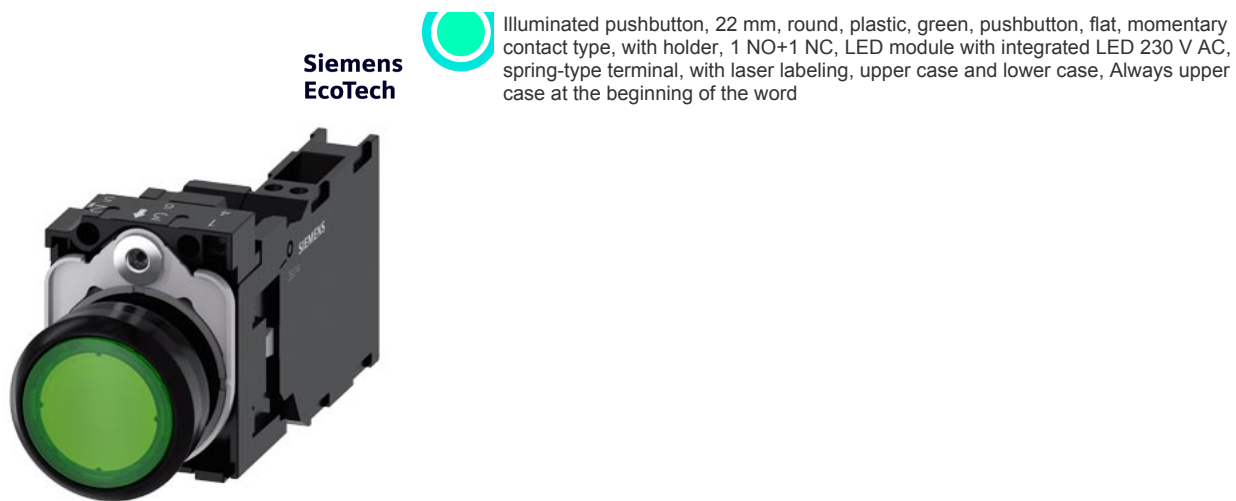 Illuminated pushbutton, 22 mm, round, plastic, green, pushbutton, flat, momentary
contact type, with holder, 1 NO+1 NC, LED module with integrated LED 230 V AC,
spring-type terminal, with laser labeling, upper case and lower case, Always upper
case at the beginning of the word
Siemens
EcoTech
SIEMENS